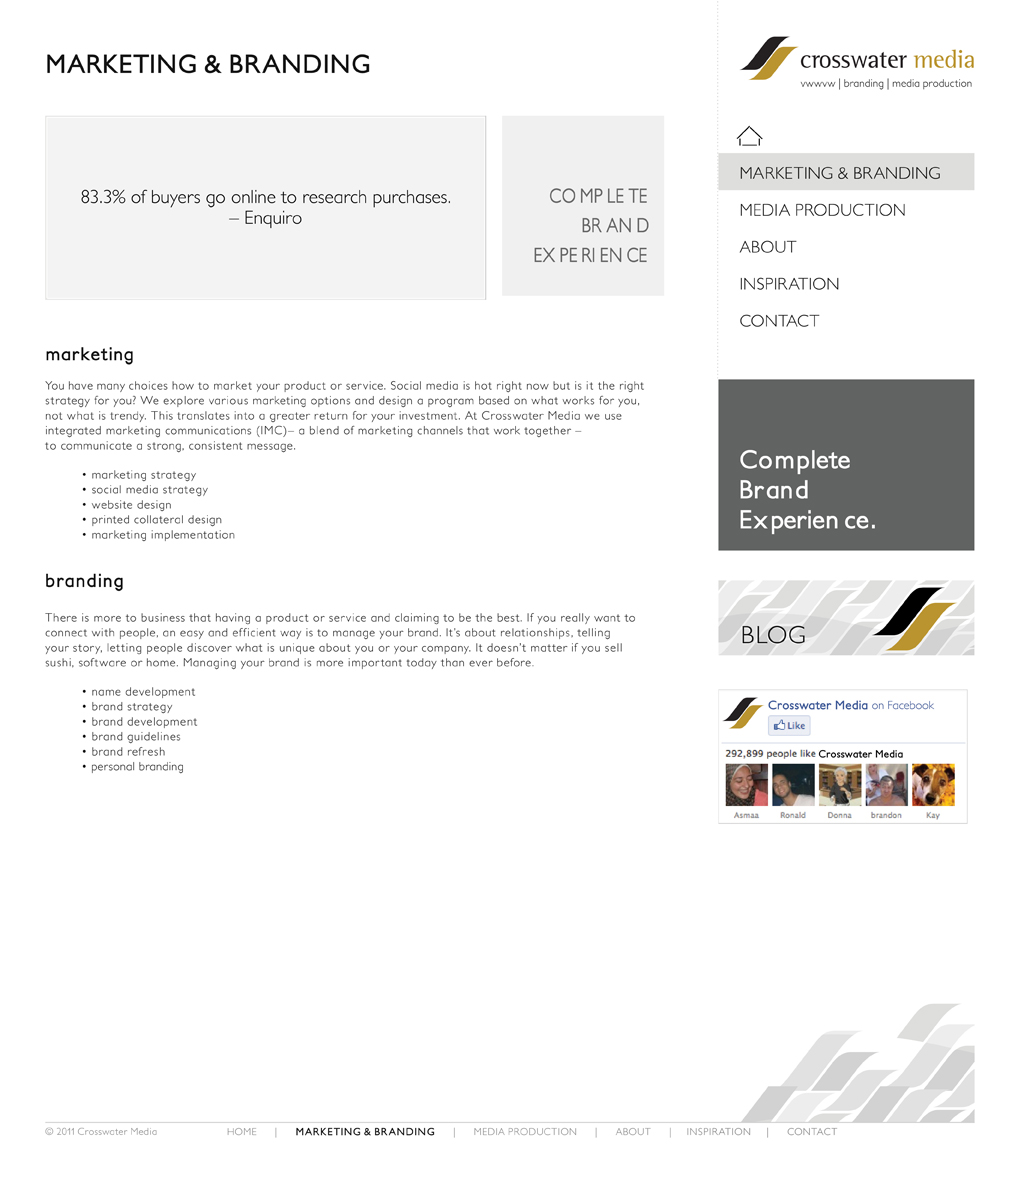 MARKETING & BRANDING
83.3% of buyers go online to research purchases.
– Enquiro
COMPLETE
BRAND
EXPERIENCE
marketing
You have many choices how to market your product or service. Social media is hot right now but is it the right
strategy for you? We explore various marketing options and design a program based on what works for you,
not what is trendy. This translates into a greater return for your investment. At Crosswater Media we use
integrated marketing communications (IMC)– a blend of marketing channels that work together –
to communicate a strong, consistent message.
• marketing strategy
• social media strategy
• website design
• printed collateral design
• marketing implementation
branding
There is more to business that having a product or service and claiming to be the best. If you really want to
connect with people, an easy and efficient way is to manage your brand. It's about relationships, telling
your story, letting people discover what is unique about you or your company. It doesn't matter if you sell
sushi, software or home. Managing your brand is more important today than ever before.
• name development
• brand strategy
• brand development
• brand guidelines
• brand refresh
• personal branding
crosswater media
www | branding | media production
MARKETING & BRANDING
MEDIA PRODUCTION
ABOUT
INSPIRATION
CONTACT
Complete
Brand
Experience.
BLOG
Crosswater Media on Facebook
Like
292,899 people like Crosswater Media
Asmaa Ronald Donna brandon Kay
© 2011 Crosswater Media HOME | MARKETING & BRANDING | MEDIA PRODUCTION | ABOUT | INSPIRATION | CONTACT